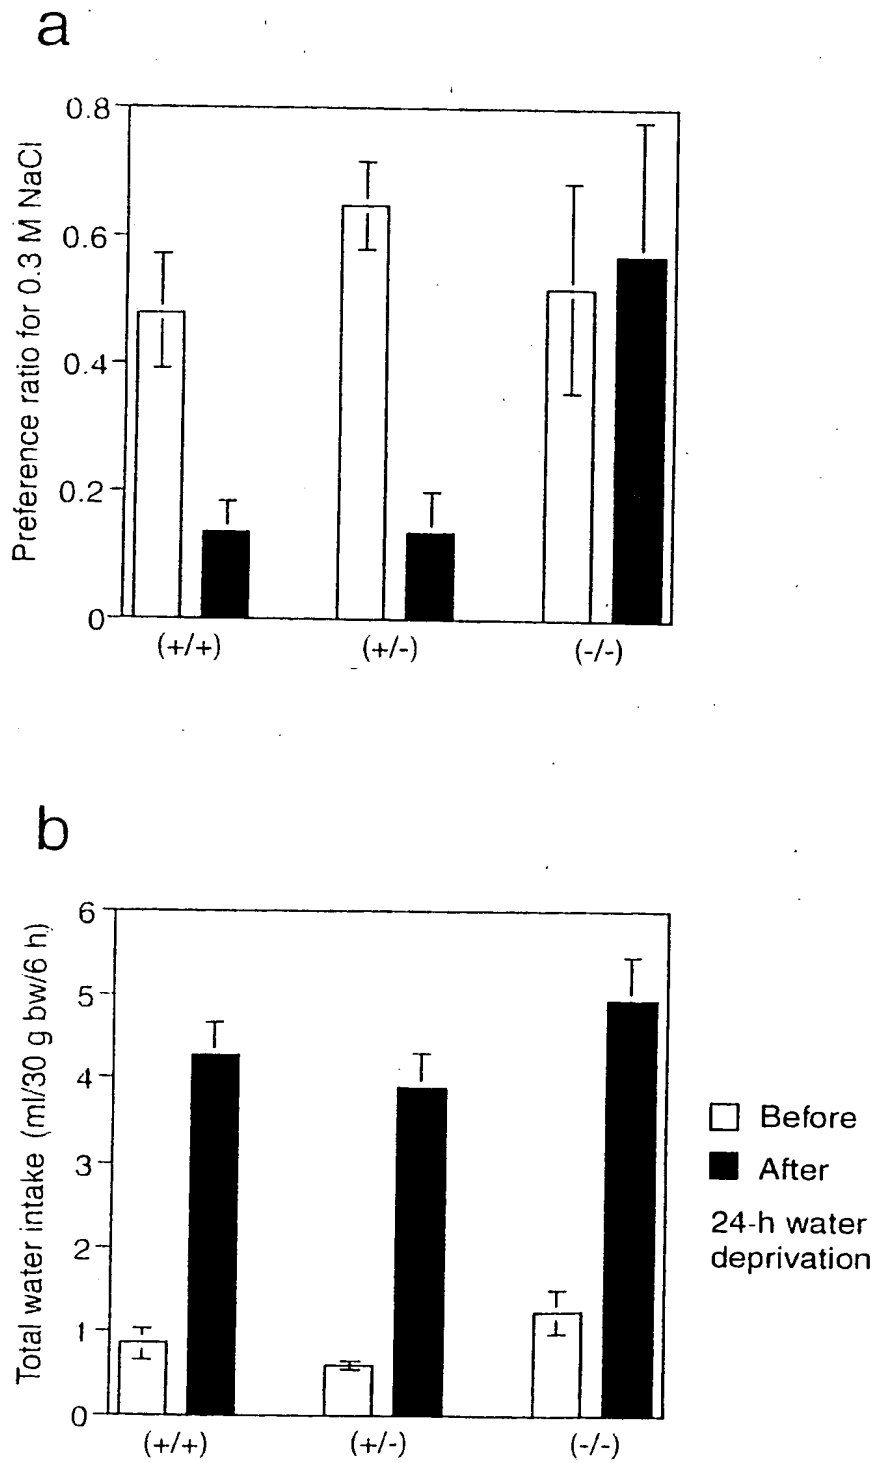 a
Preference ratio for 0.3 M NaCl
0.8
0.6
0.4
0.2
0
(+/+) (+/-) (-/-)
b
Total water intake (ml/30 g bw/6 h)
6
5
4
3
2
1
0
(+/+) (+/-) (-/-)
Before
After
24-h water
deprivation